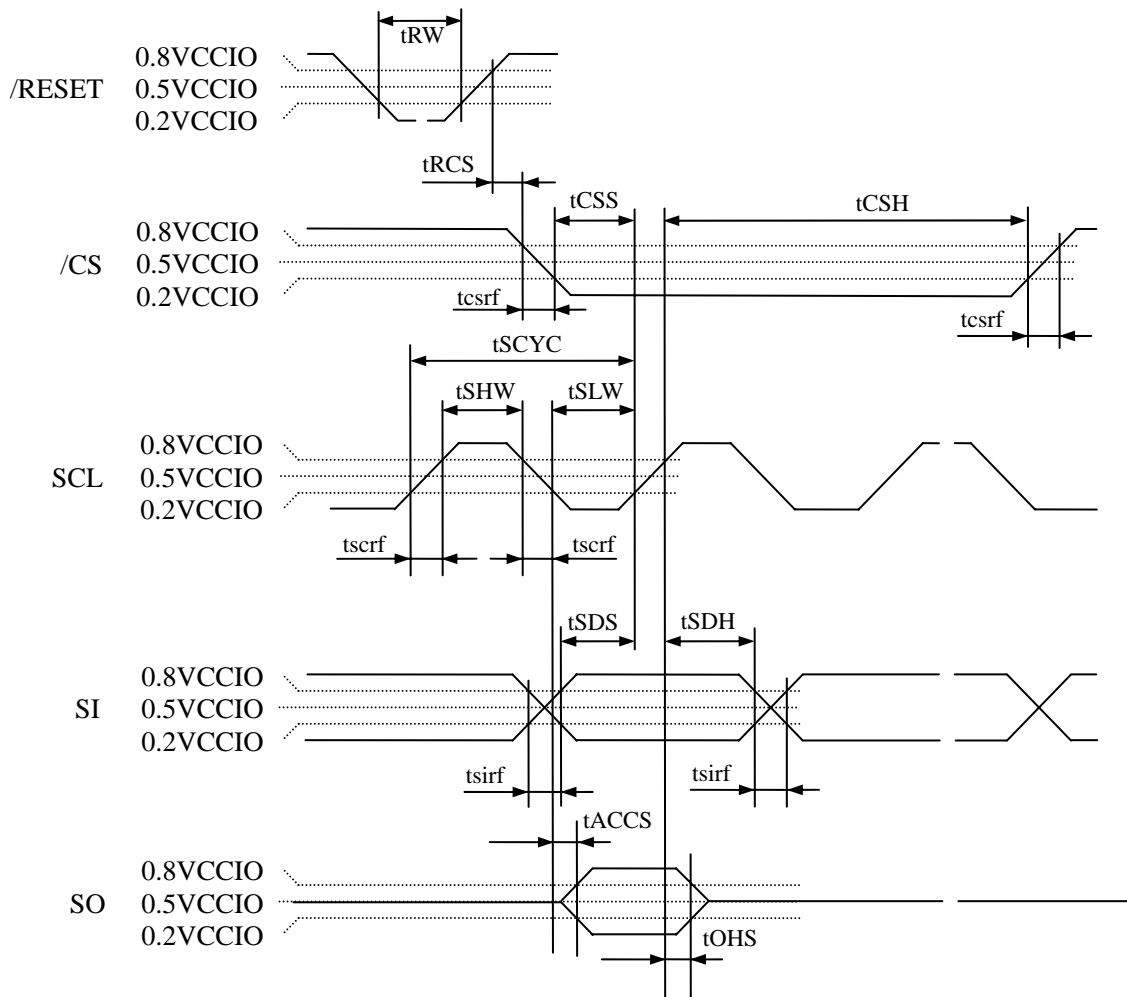 tRW
0.8VCCIO
/RESET 0.5VCCIO
0.2VCCIO
tRCS
tCSS tCSH
0.8VCCIO
/CS 0.5VCCIO
0.2VCCIO
tcsrf tcsrf
tSCYC
tSHW tSLW
0.8VCCIO
SCL 0.5VCCIO
0.2VCCIO
tscrf tscrf
tSDS tSDH
0.8VCCIO
SI 0.5VCCIO
0.2VCCIO
tsirf tsirf
tACCS
0.8VCCIO
SO 0.5VCCIO
0.2VCCIO
tOHS